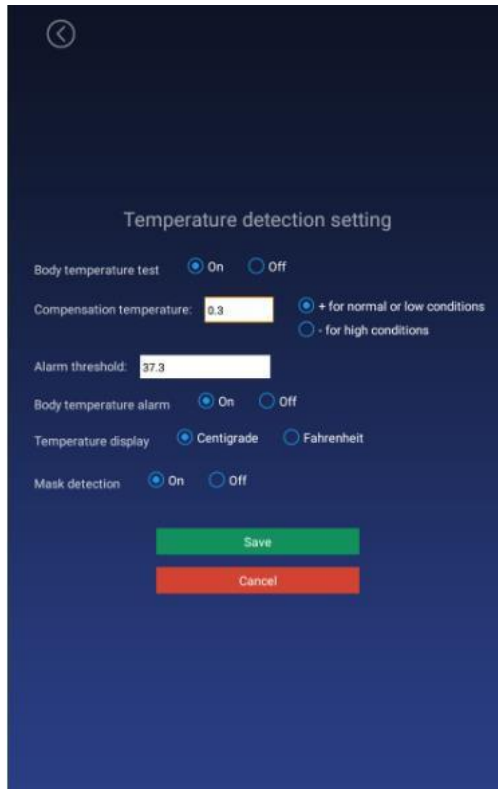 Temperature detection setting
Body temperature test On Off
Compensation temperature: 0.3 + for normal or low conditions
- for high conditions
Alarm threshold: 37.3
Body temperature alarm On Off
Temperature display Centigrade Fahrenheit
Mask detection On Off
Save
Cancel